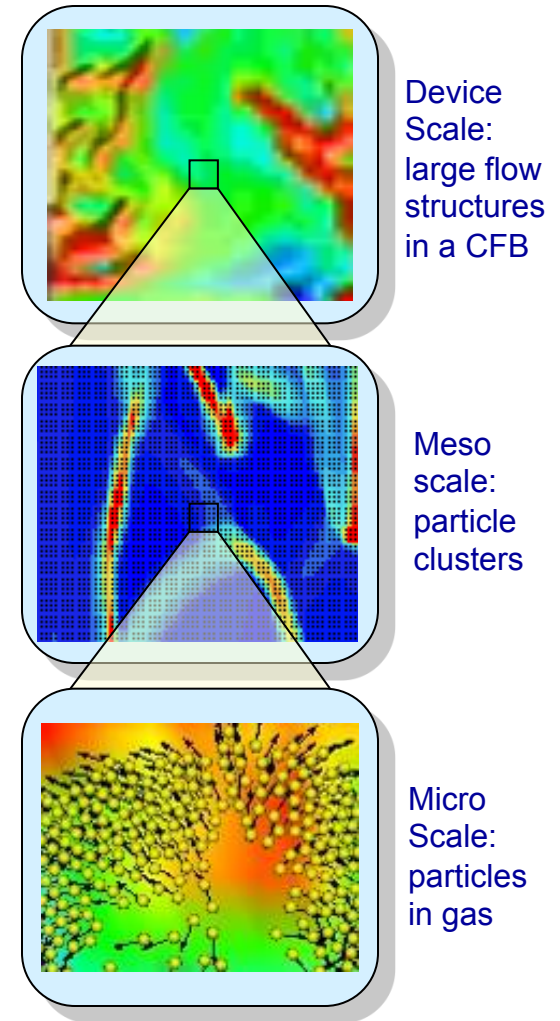 Device
Scale:
large flow
structures
in a CFB
Meso
scale:
particle
clusters
Micro
Scale:
particles
in gas